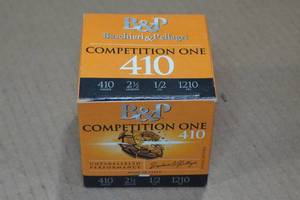 B&P
Baschieri & Pellagri
COMPETITION ONE
410
410 2½ 1/2 1210
B&P
COMPETITION ONE
410
UNPARALLELED
PERFORMANCE
410 2½ 1/2 1210